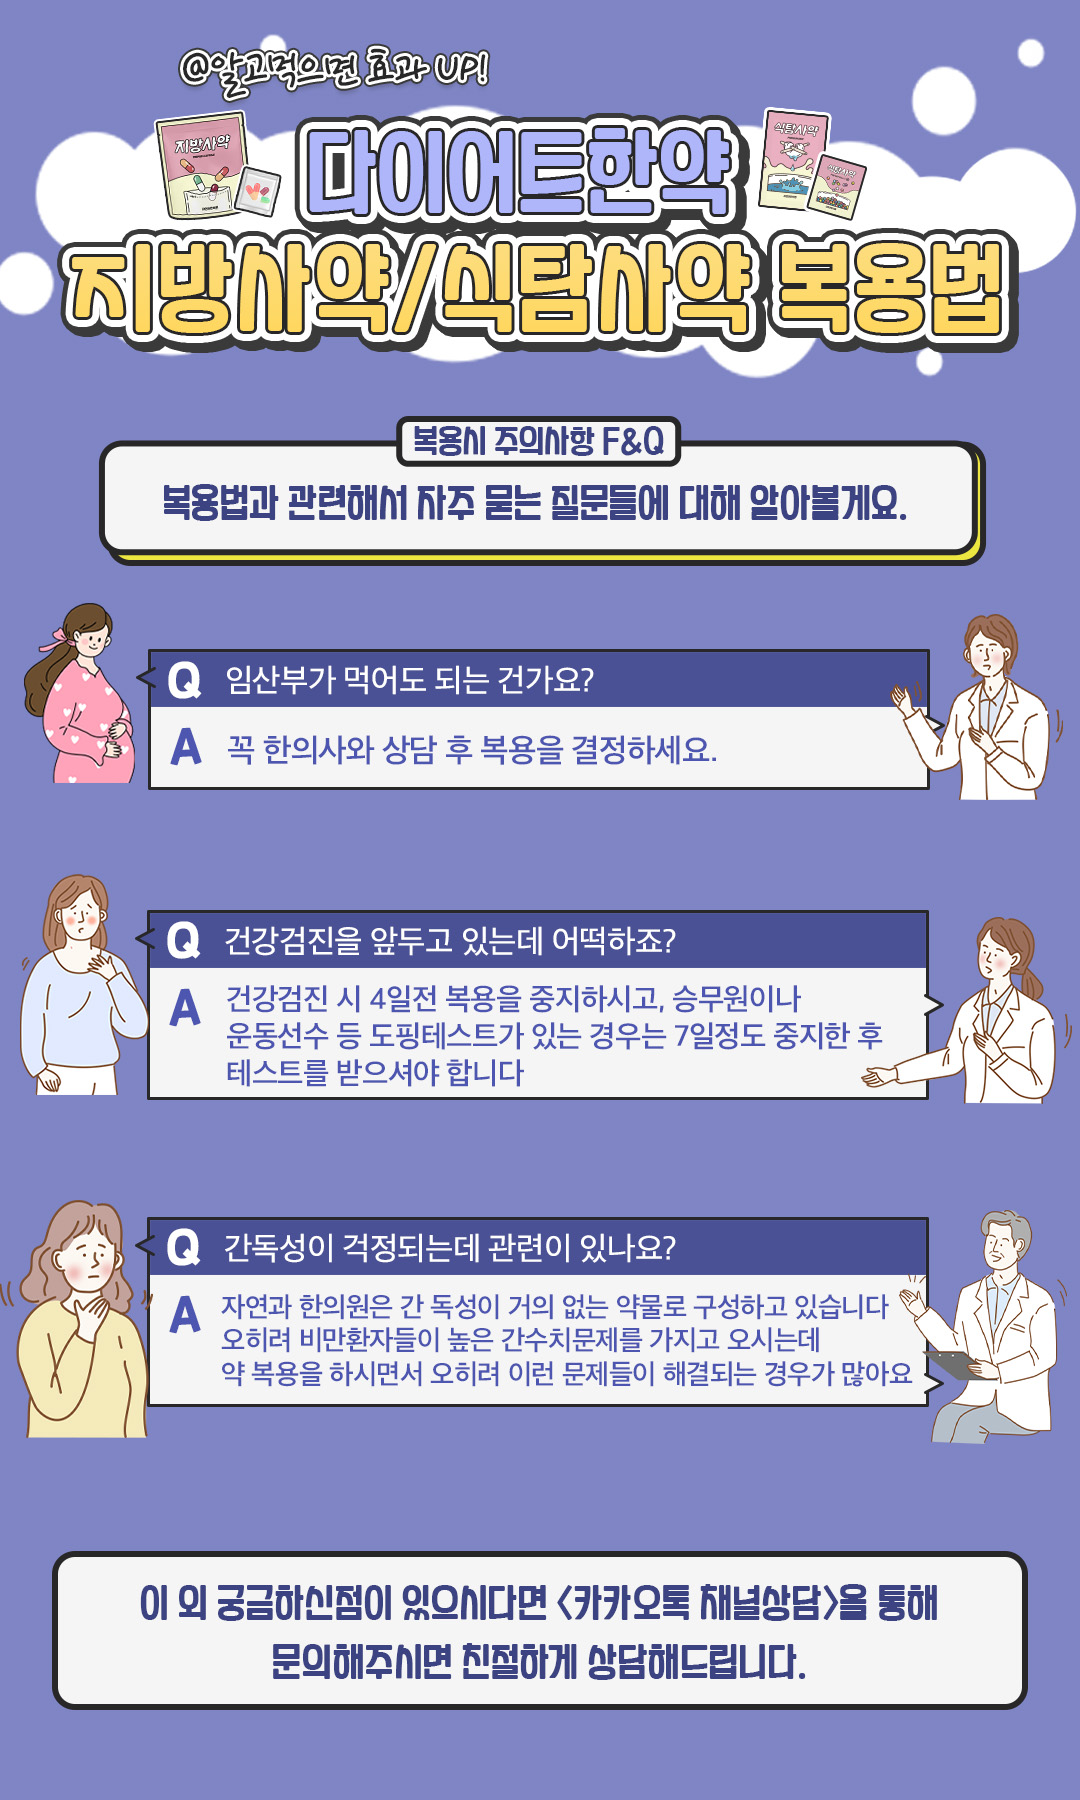 @알고먹으면 효과 UP!
지방사약
식탐사약
식탐사약
다이어트한약
지방사약/식탐사약 복용법
복용시 주의사항 F&Q
복용법과 관련해서 자주 묻는 질문들에 대해 알아볼게요.
Q 임산부가 먹어도 되는 건가요?
A 꼭 한의사와 상담 후 복용을 결정하세요.
Q 건강검진을 앞두고 있는데 어떡하죠?
A 건강검진 시 4일전 복용을 중지하시고, 승무원이나
운동선수 등 도핑테스트가 있는 경우는 7일정도 중지한 후
테스트를 받으셔야 합니다
Q 간독성이 걱정되는데 관련이 있나요?
A 자연과 한의원은 간 독성이 거의 없는 약물로 구성하고 있습니다
오히려 비만환자들이 높은 간수치문제를 가지고 오시는데
약 복용을 하시면서 오히려 이런 문제들이 해결되는 경우가 많아요
이 외 궁금하신점이 있으시다면 <카카오톡 채널상담>을 통해
문의해주시면 친절하게 상담해드립니다.